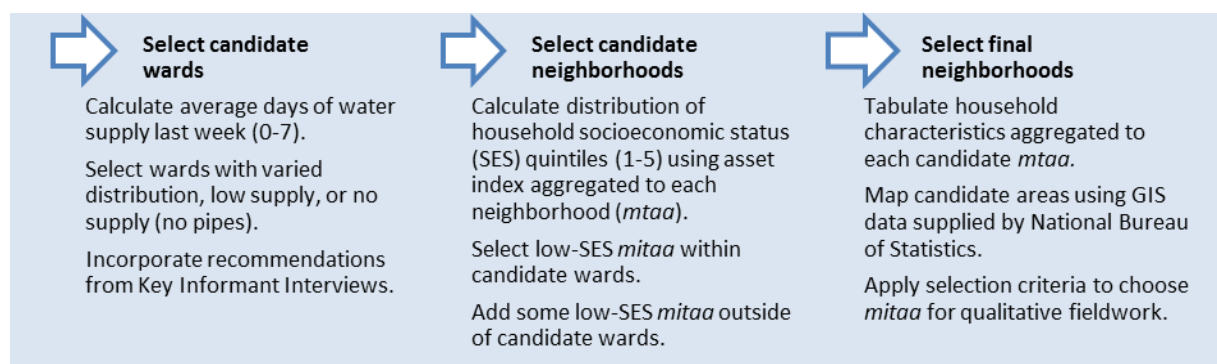 Select candidate
wards
Calculate average days of water
supply last week (0-7).
Select wards with varied
distribution, low supply, or no
supply (no pipes).
Incorporate recommendations
from Key Informant Interviews.
Select candidate
neighborhoods
Calculate distribution of
household socioeconomic status
(SES) quintiles (1-5) using asset
index aggregated to each
neighborhood (mtaa).
Select low-SES mitaa within
candidate wards.
Add some low-SES mitaa outside
of candidate wards.
Select final
neighborhoods
Tabulate household
characteristics aggregated to
each candidate mtaa.
Map candidate areas using GIS
data supplied by National Bureau
of Statistics.
Apply selection criteria to choose
mitaa for qualitative fieldwork.